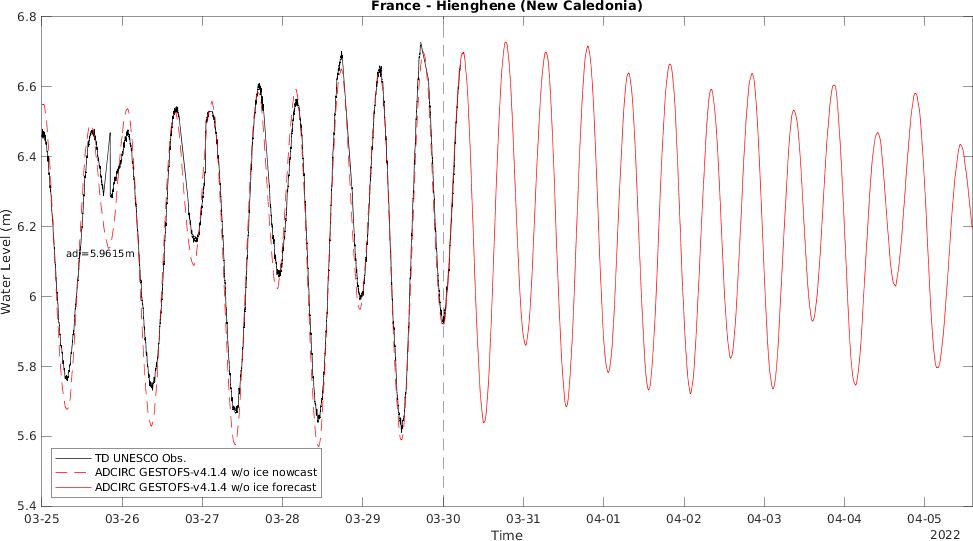 France - Hienghene (New Caledonia)
Water Level (m)
6.8
6.6
6.4
6.2
6
5.8
5.6
5.4
adj=5.9615m
TD UNESCO Obs.
ADCIRC GESTOFS-v4.1.4 w/o ice nowcast
ADCIRC GESTOFS-v4.1.4 w/o ice forecast
03-25 03-26 03-27 03-28 03-29 03-30 03-31 04-01 04-02 04-03 04-04 04-05
Time
2022